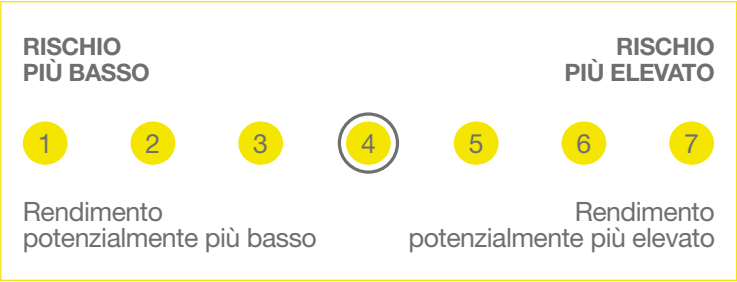 RISCHIO
PIÙ BASSO
RISCHIO
PIÙ ELEVATO
1 2 3 4 5 6 7
Rendimento
potenzialmente più basso
Rendimento
potenzialmente più elevato